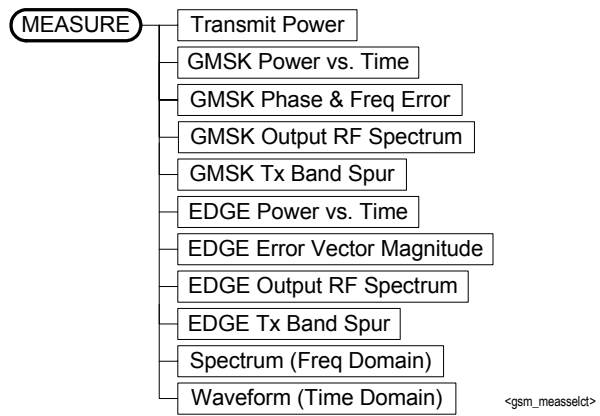 MEASURE
Transmit Power
GMSK Power vs. Time
GMSK Phase & Freq Error
GMSK Output RF Spectrum
GMSK Tx Band Spur
EDGE Power vs. Time
EDGE Error Vector Magnitude
EDGE Output RF Spectrum
EDGE Tx Band Spur
Spectrum (Freq Domain)
Waveform (Time Domain)
<gsm_measselct>